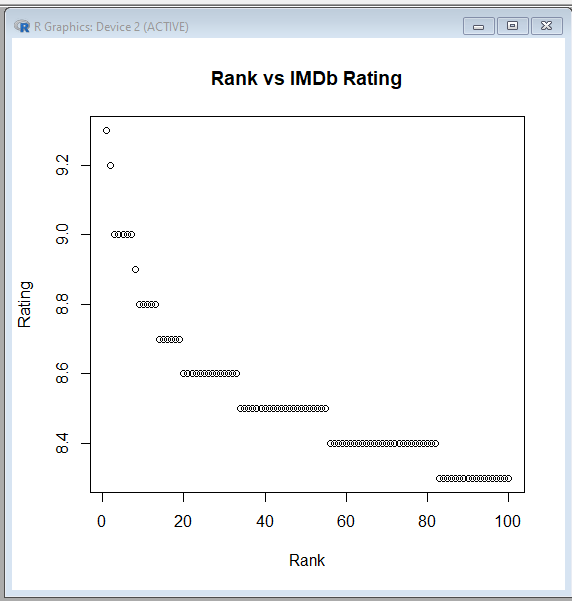 R Graphics: Device 2 (ACTIVE)
Rank vs IMDb Rating
Rating
9.2
9.0
8.8
8.6
8.4
0 20 40 60 80 100
Rank